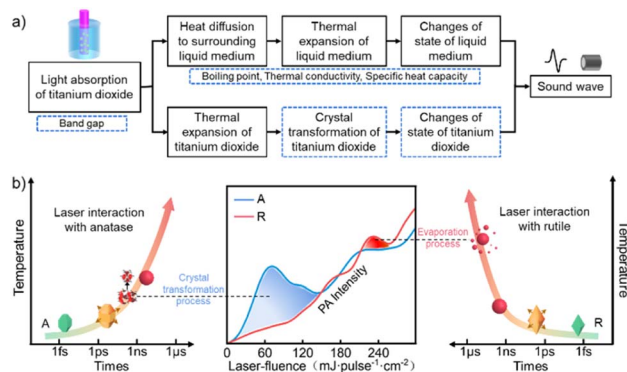 a)
Light absorption
of titanium dioxide
Band gap
Heat diffusion
to surrounding
liquid medium
Thermal
expansion of
liquid medium
Changes of
state of liquid
medium
Boiling point, Thermal conductivity, Specific heat capacity
Thermal
expansion of
titanium dioxide
Crystal
transformation of
titanium dioxide
Changes of
state of titanium
dioxide
Sound wave
b)
Temperature
Laser interaction
with anatase
A
1fs
1ps
1ns
1μs
Times
Crystal
transformation
process
A
R
PA Intensity
0
60
120
180
240
Laser-fluence (mJ·pulse⁻¹·cm⁻²)
Evaporation
process
Laser interaction
with rutile
R
1μs
1ns
1ps
1fs
Times
Temperature